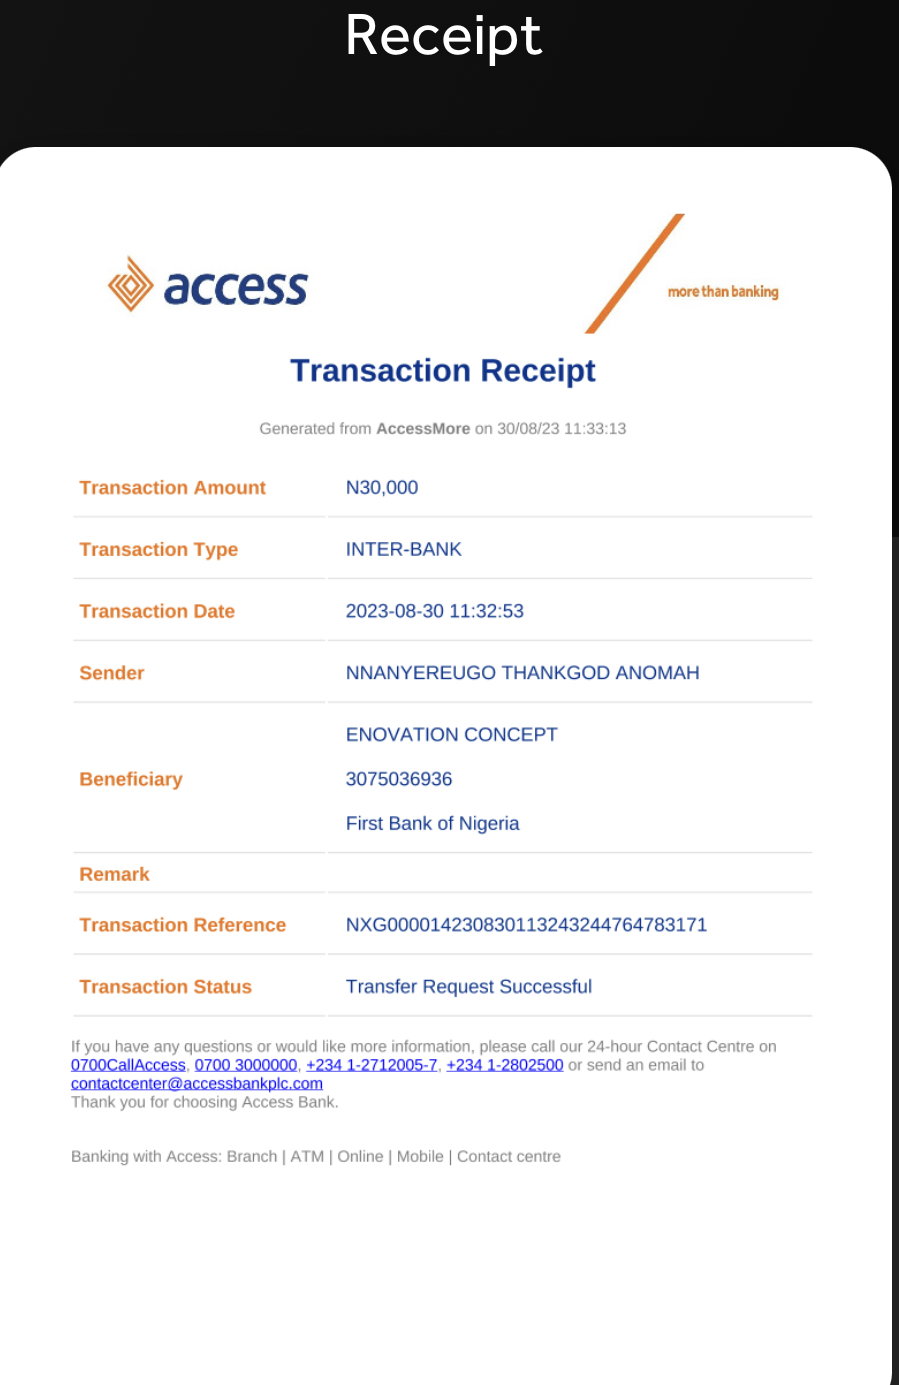 Receipt
access
more than banking
Transaction Receipt
Generated from AccessMore on 30/08/23 11:33:13
Transaction Amount N30,000
Transaction Type INTER-BANK
Transaction Date 2023-08-30 11:32:53
Sender NNANYEREUGO THANKGOD ANOMAH
ENOVATION CONCEPT
Beneficiary 3075036936
First Bank of Nigeria
Remark
Transaction Reference NXG000014230830113243244764783171
Transaction Status Transfer Request Successful
If you have any questions or would like more information, please call our 24-hour Contact Centre on
0700CallAccess, 0700 3000000, +234 1-2712005-7, +234 1-2802500 or send an email to
contactcenter@accessbankplc.com
Thank you for choosing Access Bank.
Banking with Access: Branch | ATM | Online | Mobile | Contact centre